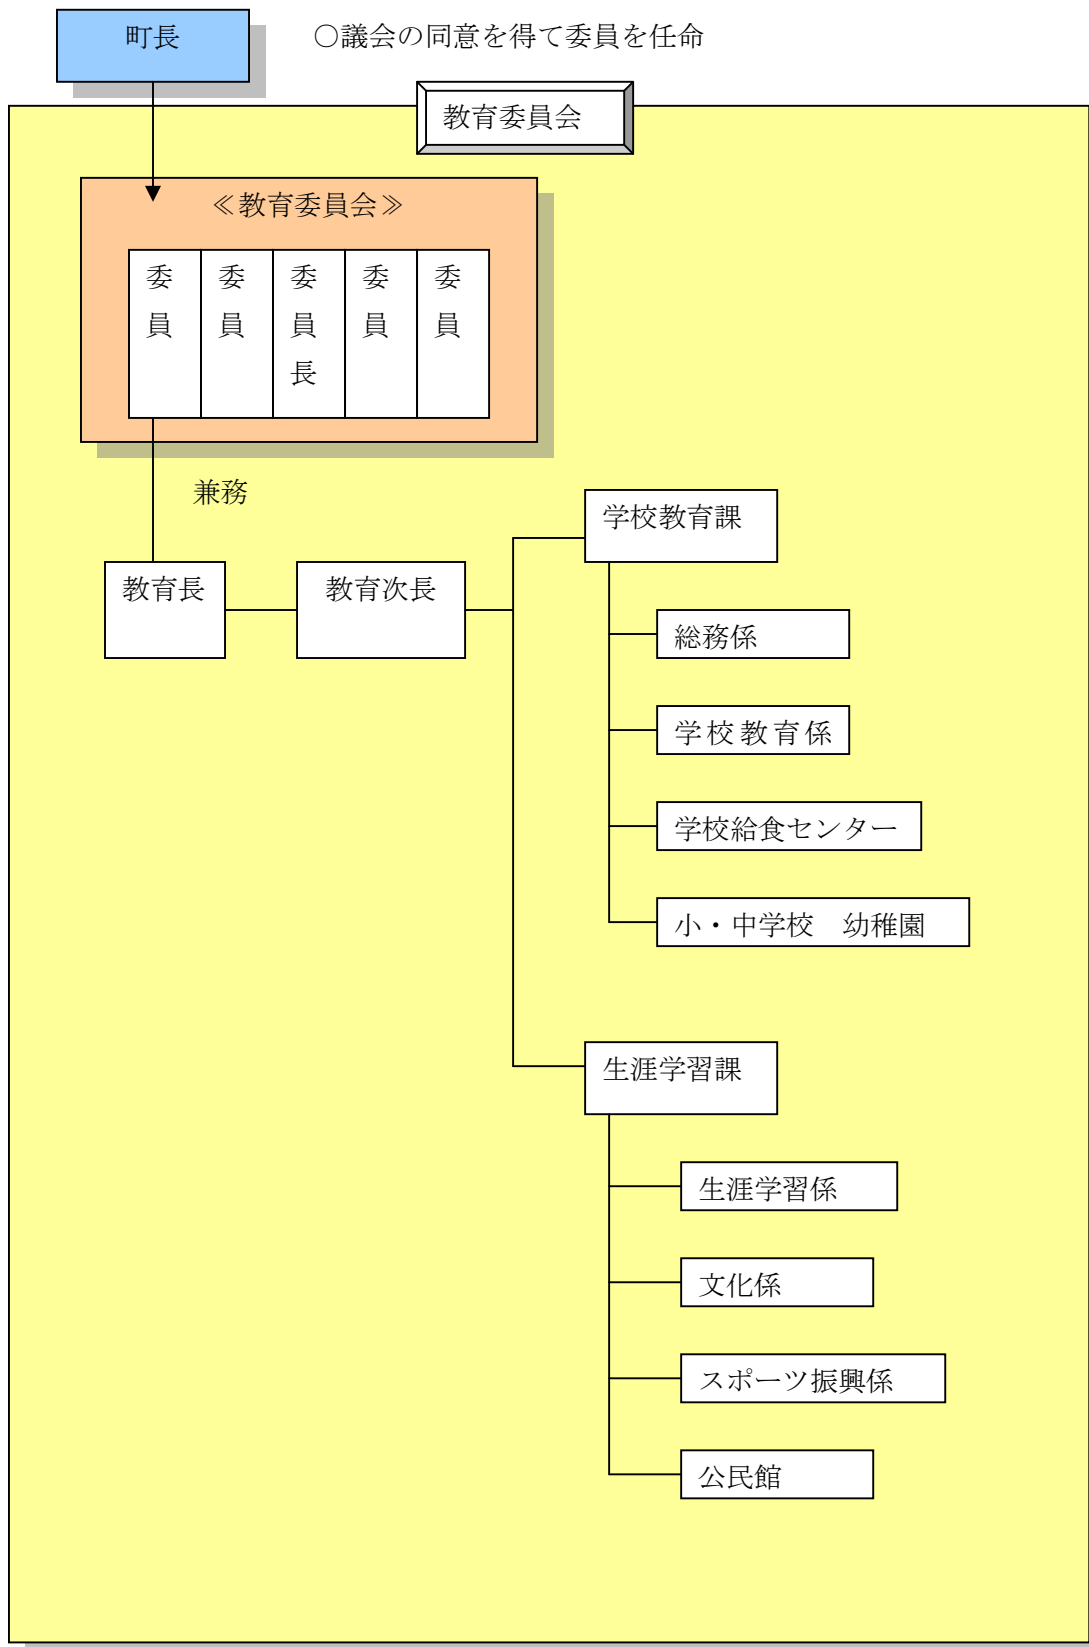 町長
○議会の同意を得て委員を任命
教育委員会
≪教育委員会≫
委員
委員
委員長
委員
委員
兼務
教育長
教育次長
学校教育課
総務係
学校教育係
学校給食センター
小・中学校　幼稚園
生涯学習課
生涯学習係
文化係
スポーツ振興係
公民館